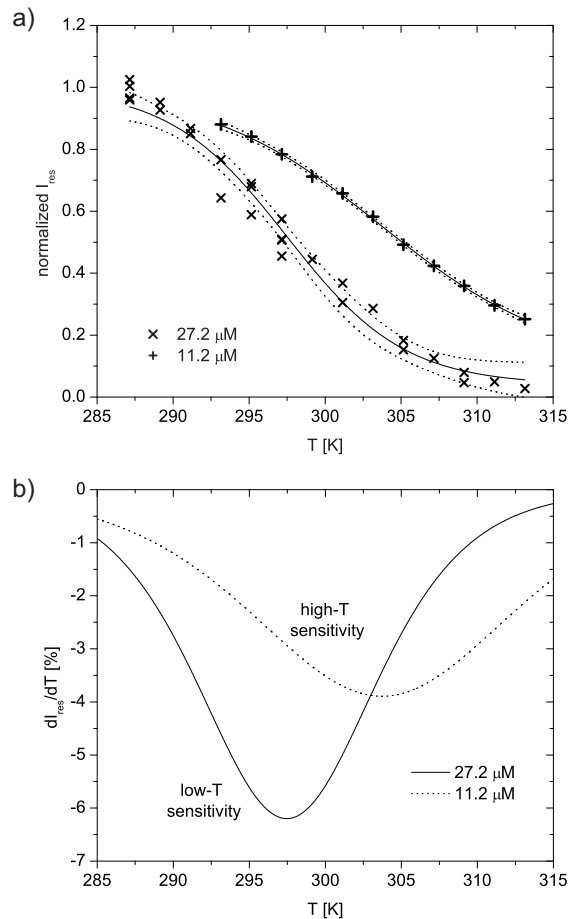 a)
1.2
1.0
0.8
0.6
0.4
0.2
0.0
normalized I_res
27.2 μM
11.2 μM
285 290 295 300 305 310 315
T [K]
b)
0
-1
-2
-3
-4
-5
-6
-7
dI_res/dT [%]
high-T
sensitivity
low-T
sensitivity
27.2 μM
11.2 μM
285 290 295 300 305 310 315
T [K]